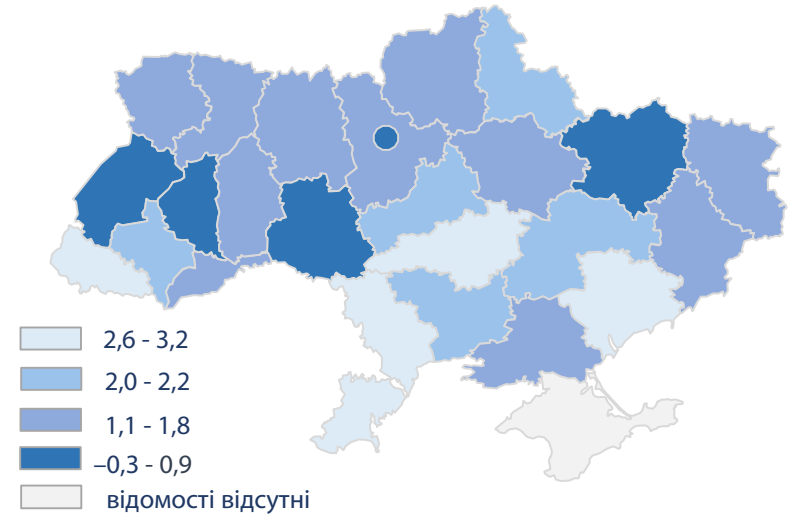 2,6 - 3,2
2,0 - 2,2
1,1 - 1,8
–0,3 - 0,9
відомості відсутні